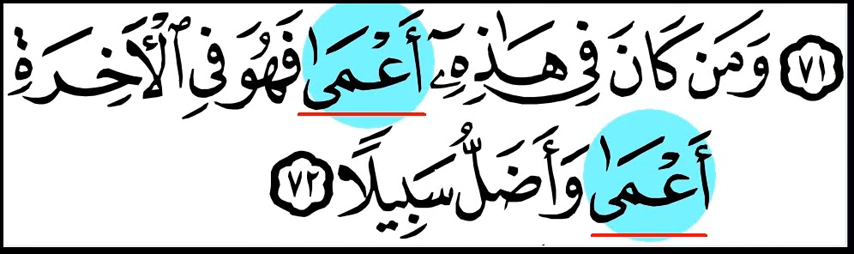 ٧١ وَمَن كَانَ فِي هَٰذِهِۦٓ أَعْمَىٰ فَهُوَ فِي ٱلْأَخِرَةِ
أَعْمَىٰ وَأَضَلُّ سَبِيلًا ٧٢